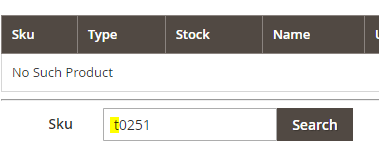 Sku Type Stock Name
No Such Product
Sku t0251 Search